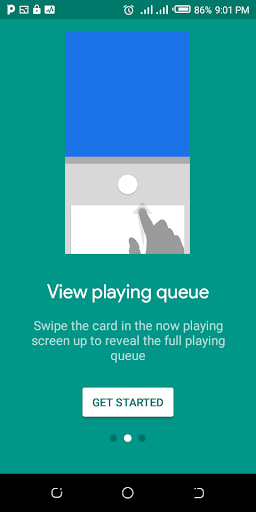 86% 9:01 PM
View playing queue
Swipe the card in the now playing
screen up to reveal the full playing
queue
GET STARTED